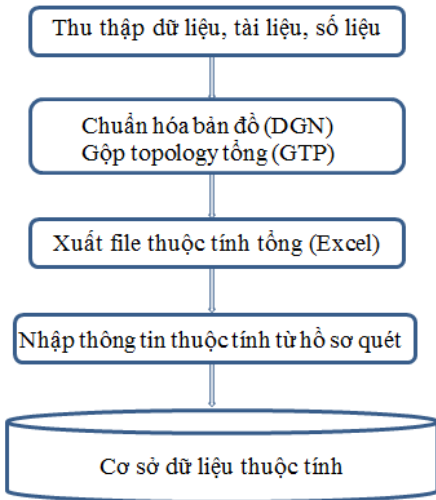 Thu thập dữ liệu, tài liệu, số liệu
Chuẩn hóa bản đồ (DGN)
Gộp topology tổng (GTP)
Xuất file thuộc tính tổng (Excel)
Nhập thông tin thuộc tính từ hồ sơ quét
Cơ sở dữ liệu thuộc tính